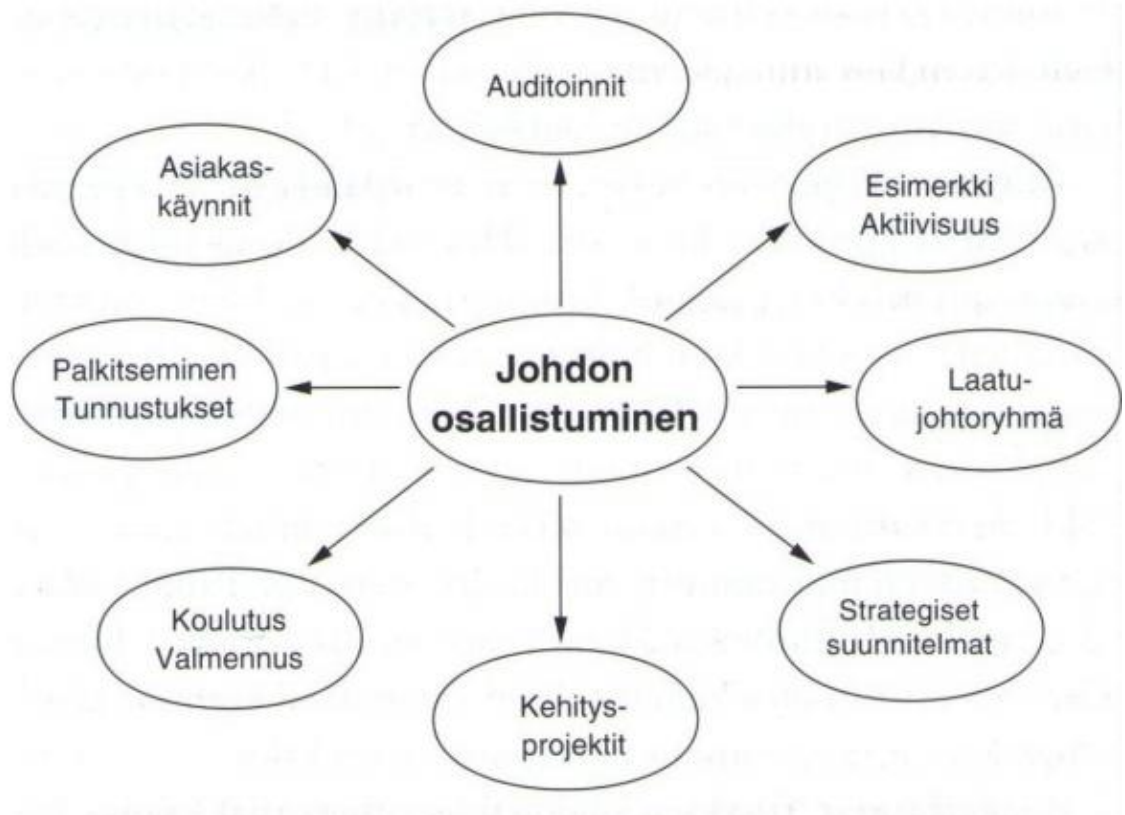 Auditoinnit
Asiakas-
käynnit
Esimerkki
Aktiivisuus
Palkitseminen
Tunnustukset
Johdon
osallistuminen
Laatu-
johtoryhmä
Koulutus
Valmennus
Strategiset
suunnitelmat
Kehitys-
projektit